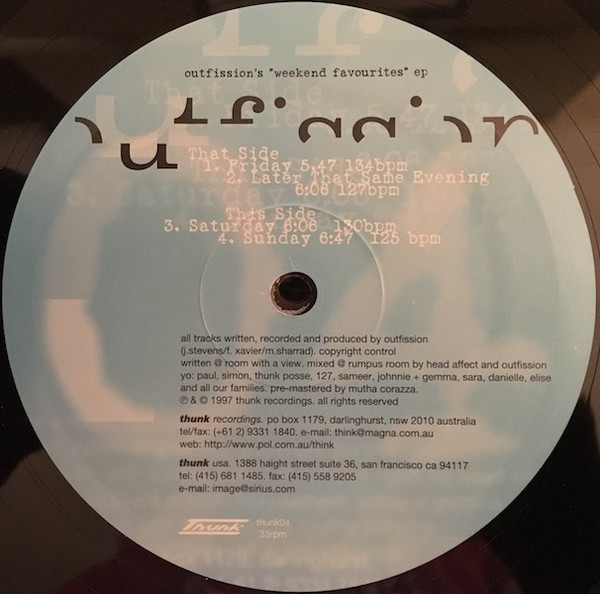 outfission's "weekend favourites" ep
outfission
That Side
1. Friday 5.47 134bpm
2. Later That Same Evening
6:06 127bpm
This Side
3. Saturday 6:06 130bpm
4. Sunday 6:47 125 bpm
all tracks written, recorded and produced by outfission
(j.stevens/f. xavier/m.sharrad). copyright control
written @ room with a view. mixed @ rumpus room by head affect and outfission
yo: paul, simon, thunk posse, 127, sameer, johnnie + gemma, sara, danielle, elise
and all our families. pre-mastered by mutha corazza.
℗ & © 1997 thunk recordings. all rights reserved
thunk recordings. po box 1179, darlinghurst, nsw 2010 australia
tel/fax: (+61 2) 9331 1840. e-mail: think@magna.com.au
web: http://www.pol.com.au/think
thunk usa. 1388 haight street suite 36, san francisco ca 94117
tel: (415) 681 1485. fax: (415) 558 9205
e-mail: image@sirius.com
Thunk thunk04
33rpm